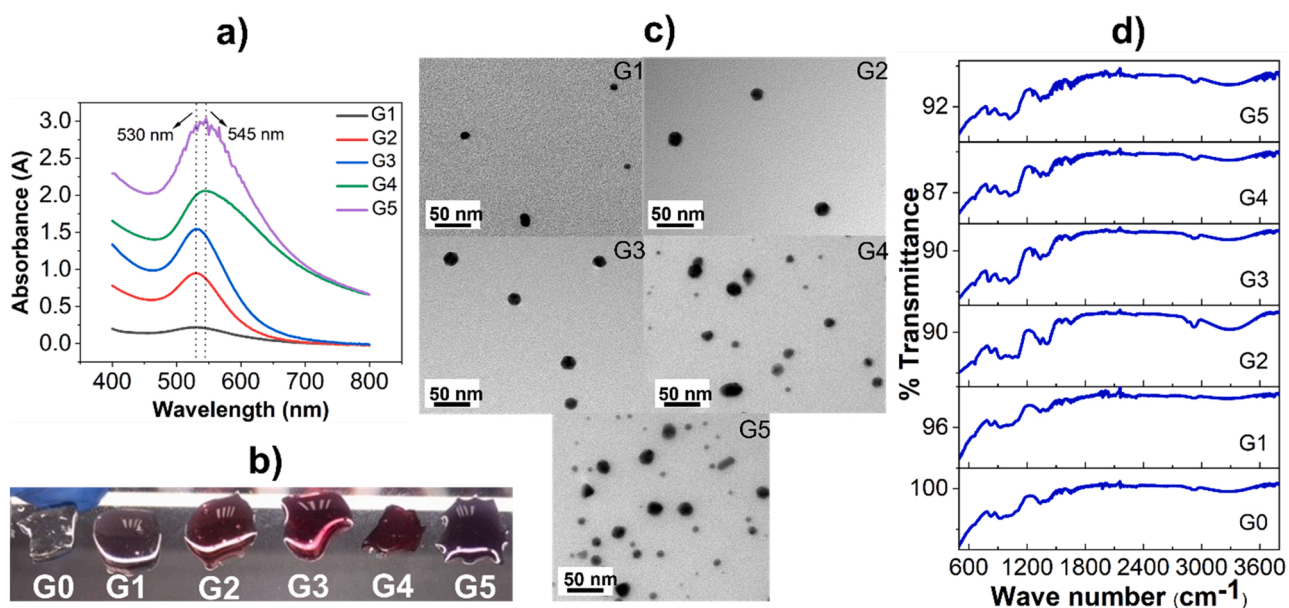 a)
3.0
2.5
2.0
1.5
1.0
0.5
0.0
Absorbance (A)
530 nm
545 nm
G1
G2
G3
G4
G5
400 500 600 700 800
Wavelength (nm)
b)
G0 G1 G2 G3 G4 G5
c)
G1
50 nm
G2
50 nm
G3
50 nm
G4
50 nm
G5
50 nm
d)
% Transmittance
92
G5
87
G4
90
G3
90
G2
96
G1
100
G0
600 1200 1800 2400 3000 3600
Wave number (cm-1)